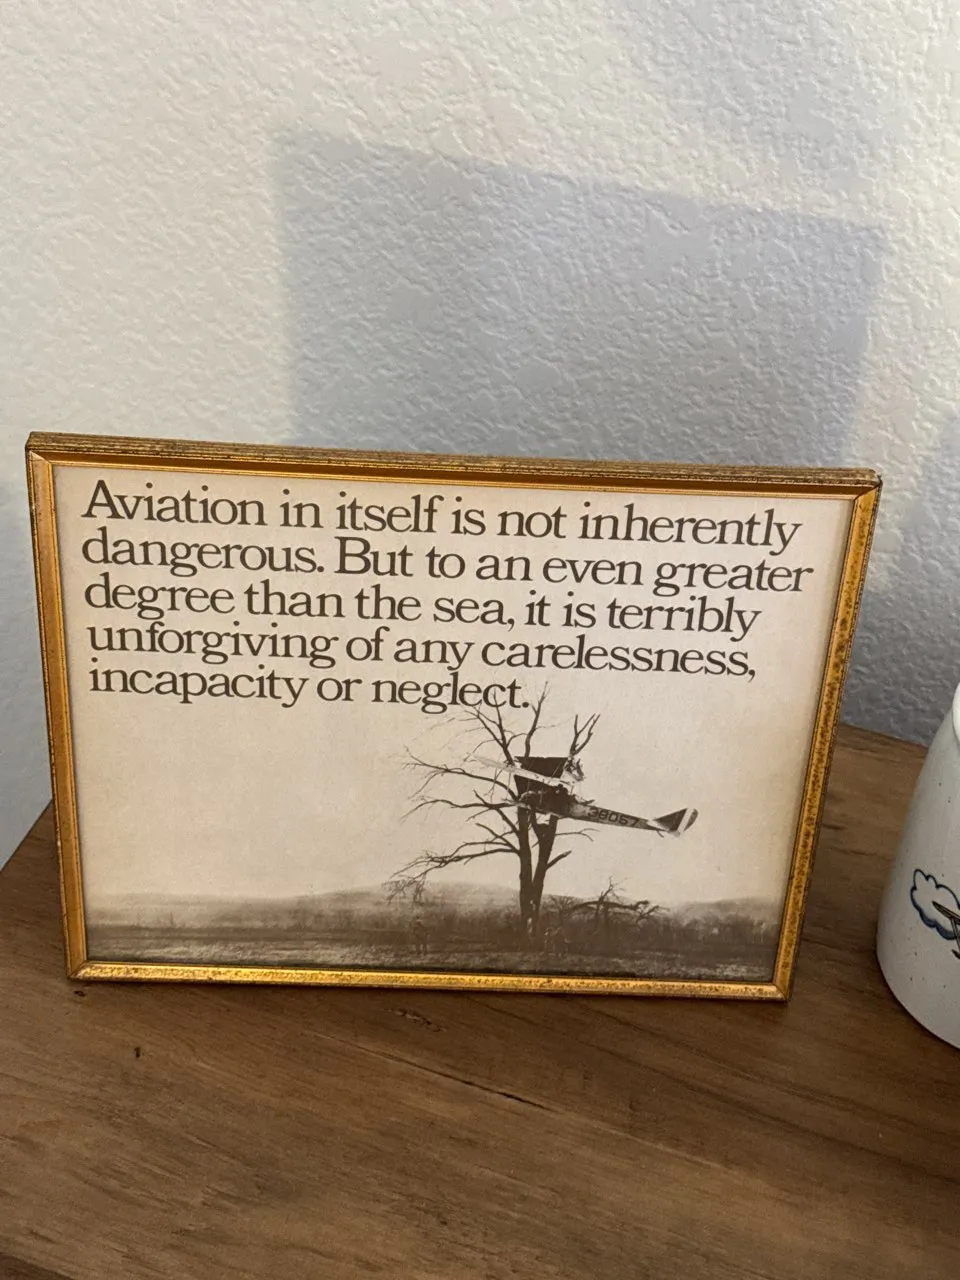 Aviation in itself is not inherently
dangerous. But to an even greater
degree than the sea, it is terribly
unforgiving of any carelessness,
incapacity or neglect.
38057